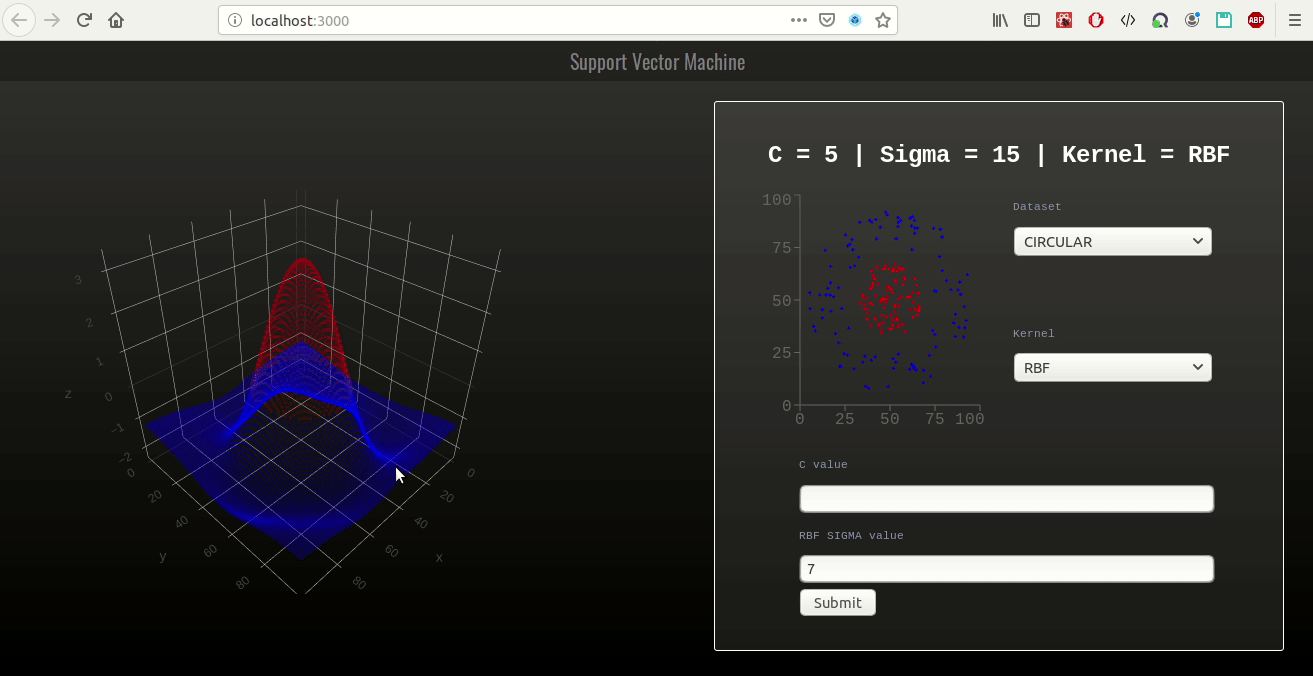 localhost:3000
ABP
Support Vector Machine
C = 5 | Sigma = 15 | Kernel = RBF
3
2
1
0
−1
−2
z
0
20
40
60
80
y
0
20
40
60
80
x
100
75
50
25
0
0 25 50 75 100
Dataset
CIRCULAR
Kernel
RBF
C value
RBF SIGMA value
7
Submit